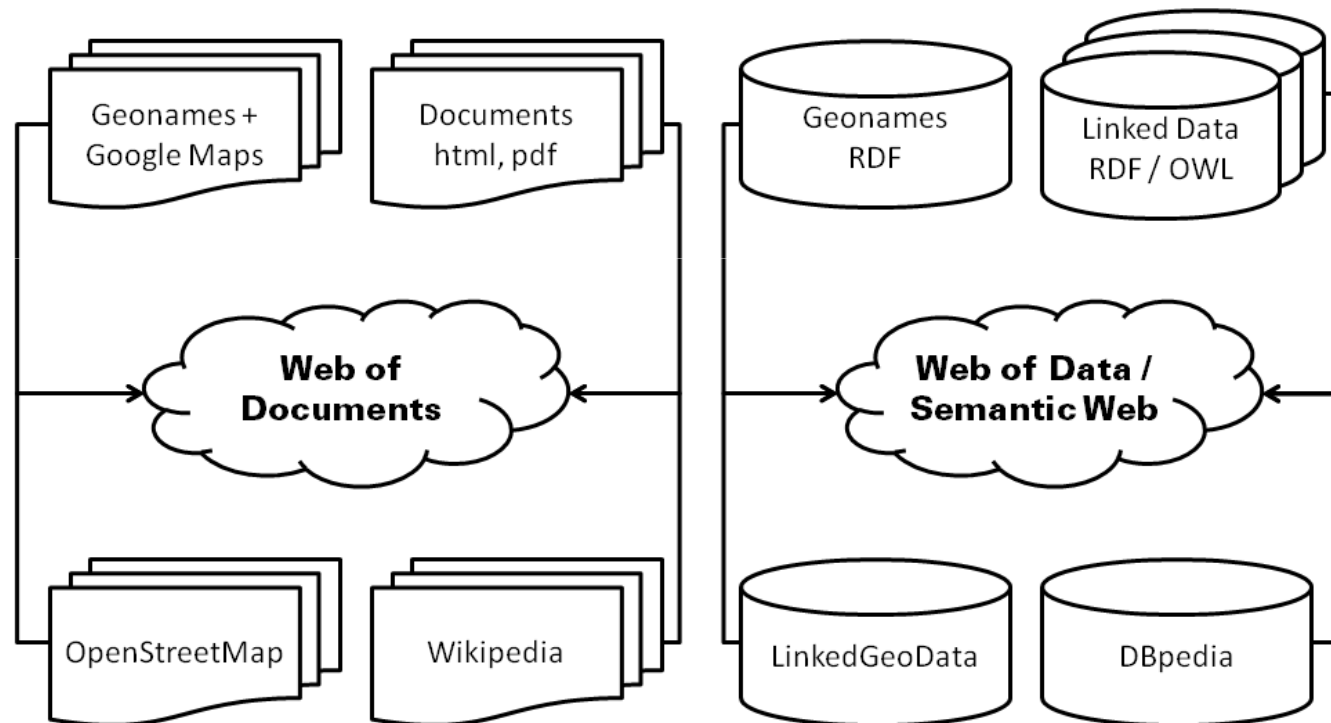 Geonames +
Google Maps
Documents
html, pdf
Geonames
RDF
Linked Data
RDF / OWL
Web of
Documents
Web of Data /
Semantic Web
OpenStreetMap
Wikipedia
LinkedGeoData
DBpedia